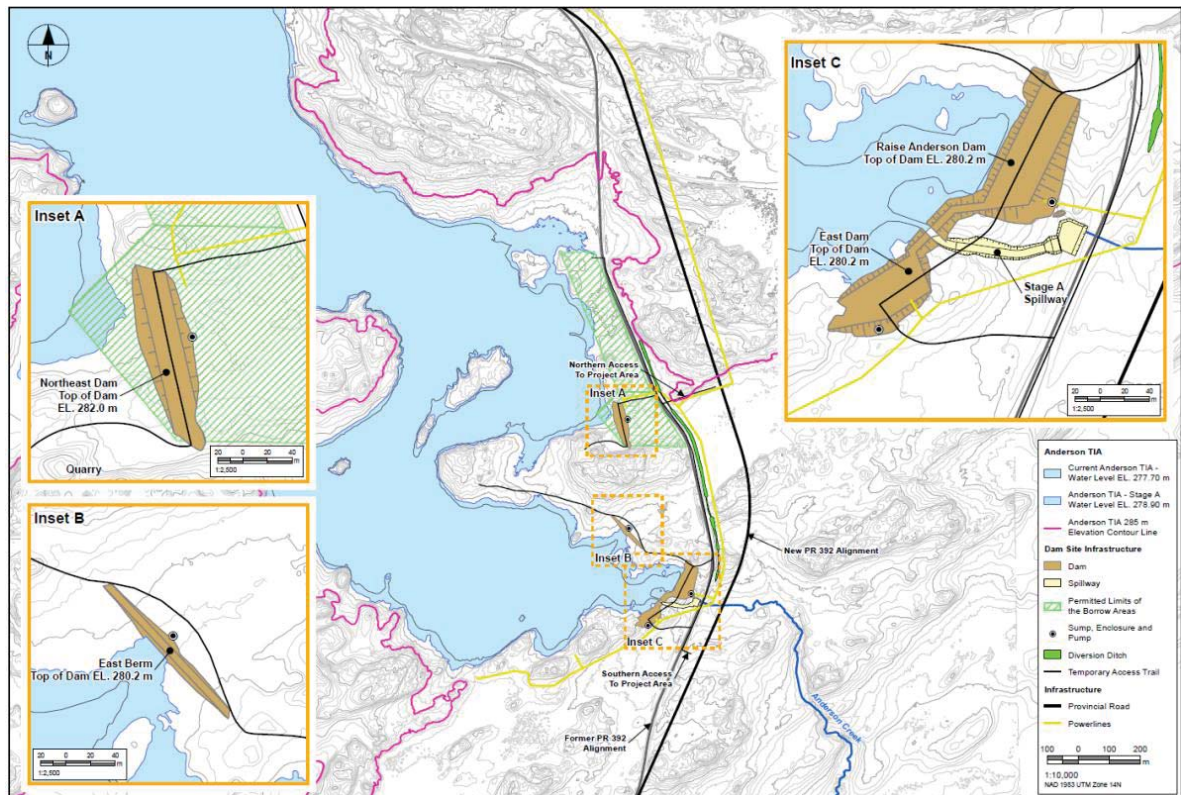 N
Inset A
Northeast Dam
Top of Dam
EL. 282.0 m
Quarry
20 0 20 40
m
1:2,500
Inset B
East Berm
Top of Dam EL. 280.2 m
20 0 20 40
m
1:2,500
Inset C
Raise Anderson Dam
Top of Dam EL. 280.2 m
East Dam
Top of Dam
EL. 280.2 m
Stage A
Spillway
20 0 20 40
m
1:2,500
Northern Access
To Project Area
Inset A
Inset B
New PR 392 Alignment
Inset C
Southern Access
To Project Area
Anderson Creek
Former PR 392
Alignment
Anderson TIA
Current Anderson TIA -
Water Level EL. 277.70 m
Anderson TIA - Stage A
Water Level EL. 278.90 m
Anderson TIA 285 m
Elevation Contour Line
Dam Site Infrastructure
Dam
Spillway
Permitted Limits of
the Borrow Areas
Sump, Enclosure and
Pump
Diversion Ditch
Temporary Access Trail
Infrastructure
Provincial Road
Powerlines
100 0 100 200
m
1:10,000
NAD 1983 UTM Zone 14N